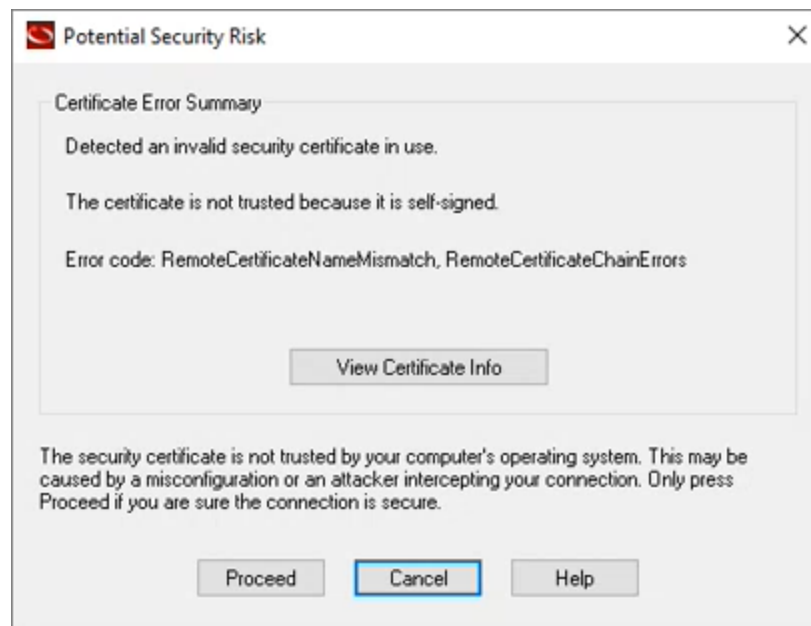 Potential Security Risk
Certificate Error Summary
Detected an invalid security certificate in use.
The certificate is not trusted because it is self-signed.
Error code: RemoteCertificateNameMismatch, RemoteCertificateChainErrors
View Certificate Info
The security certificate is not trusted by your computer's operating system. This may be
caused by a misconfiguration or an attacker intercepting your connection. Only press
Proceed if you are sure the connection is secure.
Proceed Cancel Help